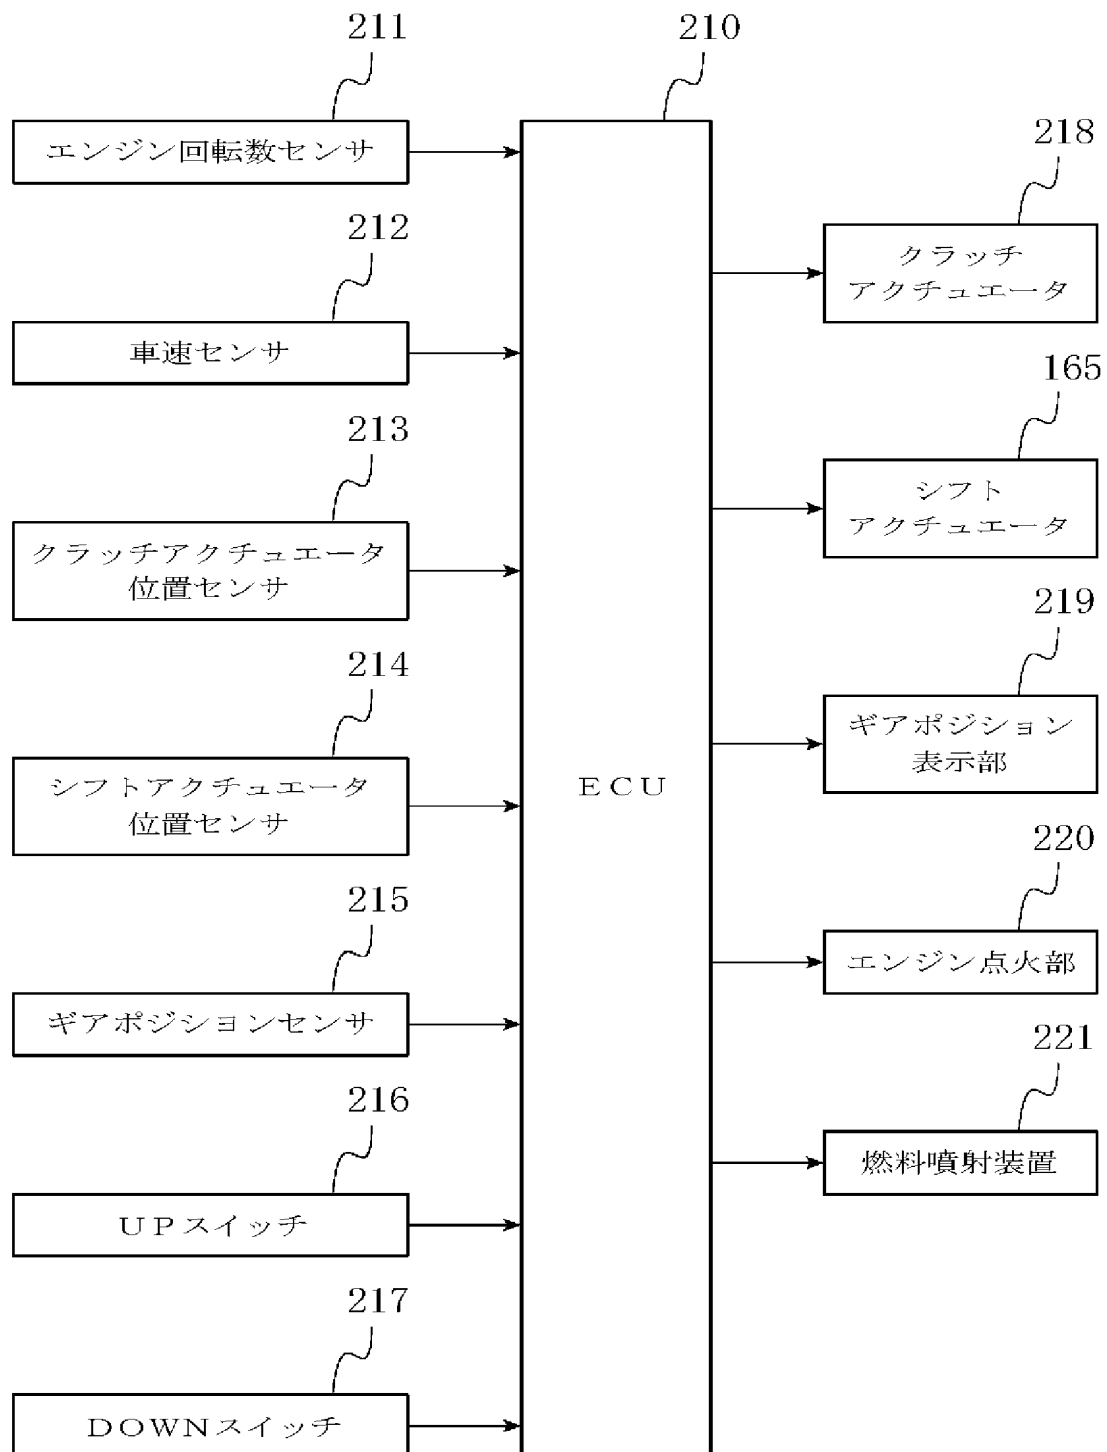 211
エンジン回転数センサ
212
車速センサ
213
クラッチアクチュエータ
位置センサ
214
シフトアクチュエータ
位置センサ
215
ギアポジションセンサ
216
UPスイッチ
217
DOWNスイッチ
210
ECU
218
クラッチ
アクチュエータ
165
シフト
アクチュエータ
219
ギアポジション
表示部
220
エンジン点火部
221
燃料噴射装置